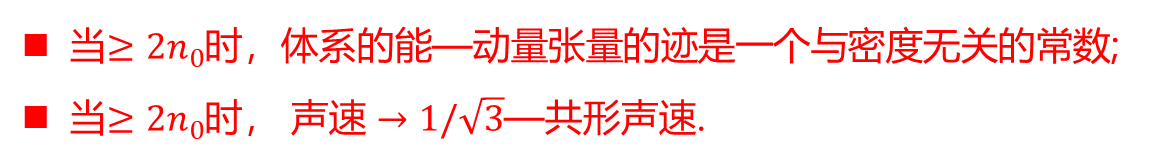 ■ 当≥ 2n₀时，体系的能—动量张量的迹是一个与密度无关的常数;
■ 当≥ 2n₀时， 声速 → 1/√3—共形声速.